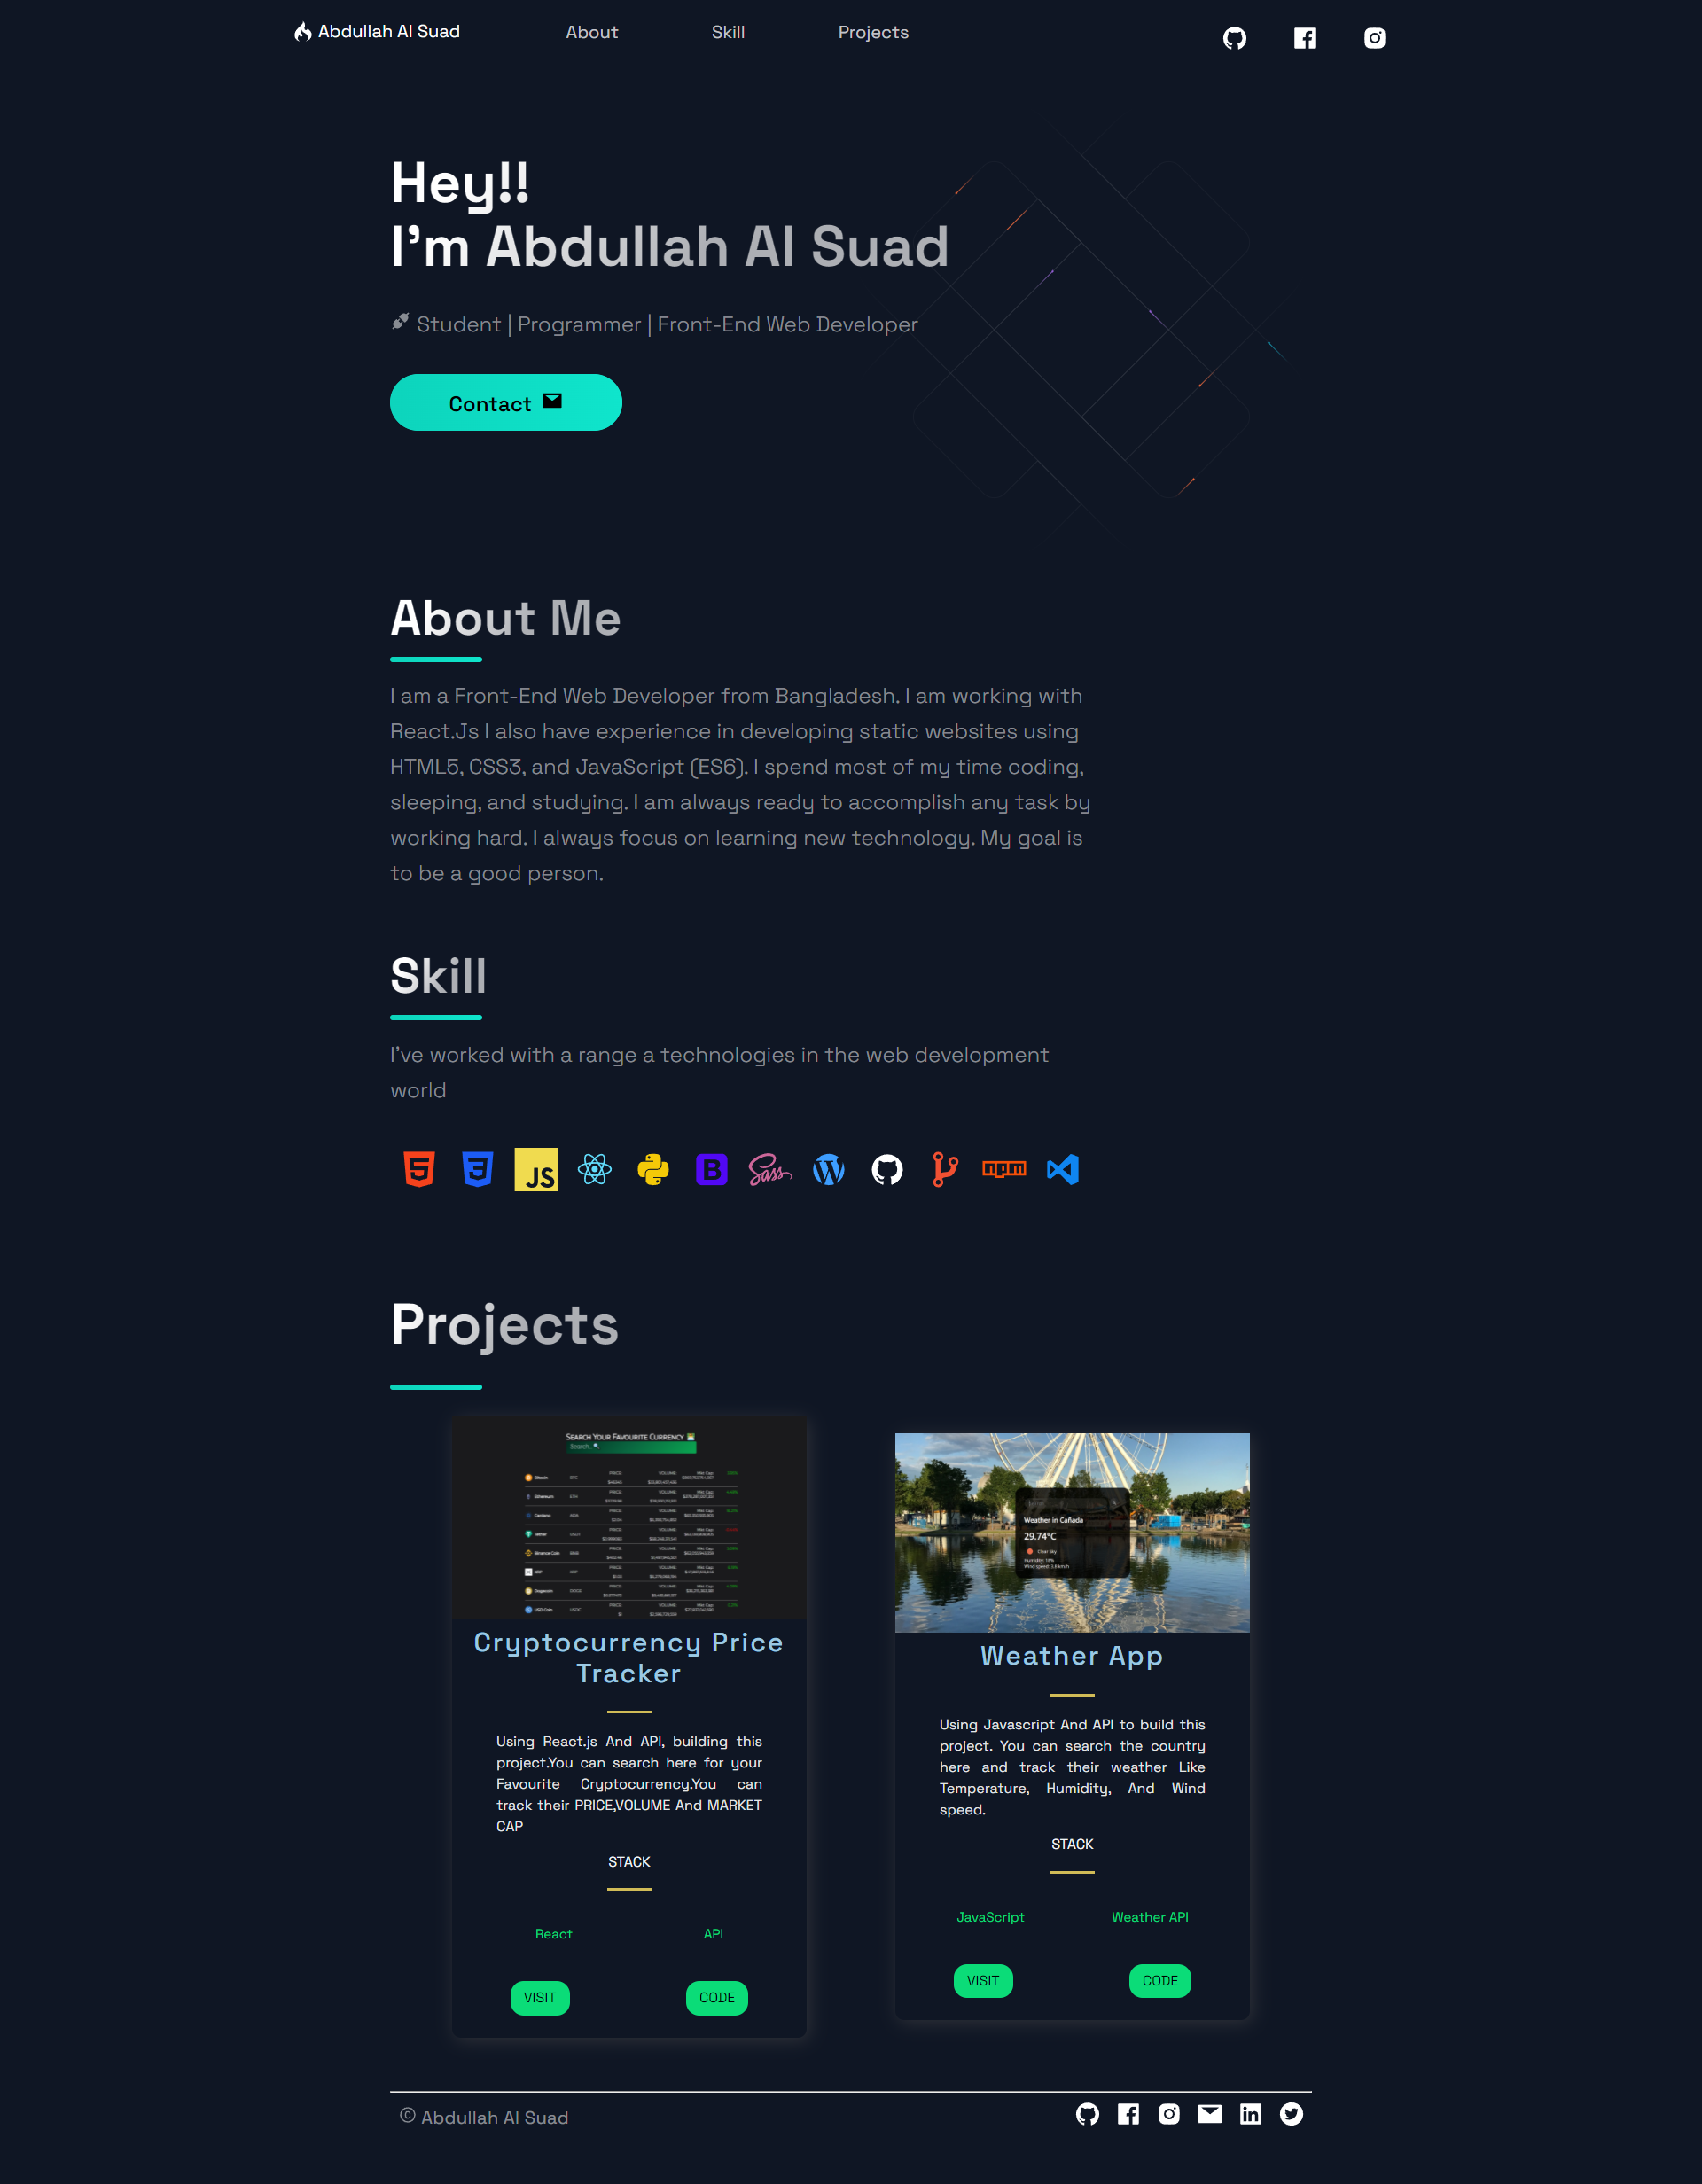 Abdullah Al Suad
About
Skill
Projects
Hey!!
I'm Abdullah Al Suad
Student | Programmer | Front-End Web Developer
Contact
About Me
I am a Front-End Web Developer from Bangladesh. I am working with
React.Js I also have experience in developing static websites using
HTML5, CSS3, and JavaScript (ES6). I spend most of my time coding,
sleeping, and studying. I am always ready to accomplish any task by
working hard. I always focus on learning new technology. My goal is
to be a good person.
Skill
I've worked with a range a technologies in the web development
world
JS
B
Sass
npm
Projects
SEARCH YOUR FAVOURITE CURRENCY
Search..
Cryptocurrency Price
Tracker
Using React.js And API, building this
project.You can search here for your
Favourite Cryptocurrency.You can
track their PRICE,VOLUME And MARKET
CAP
STACK
React
API
VISIT
CODE
Weather in Cañada
29.74°C
Clear Sky
Weather App
Using Javascript And API to build this
project. You can search the country
here and track their weather Like
Temperature, Humidity, And Wind
speed.
STACK
JavaScript
Weather API
VISIT
CODE
© Abdullah Al Suad